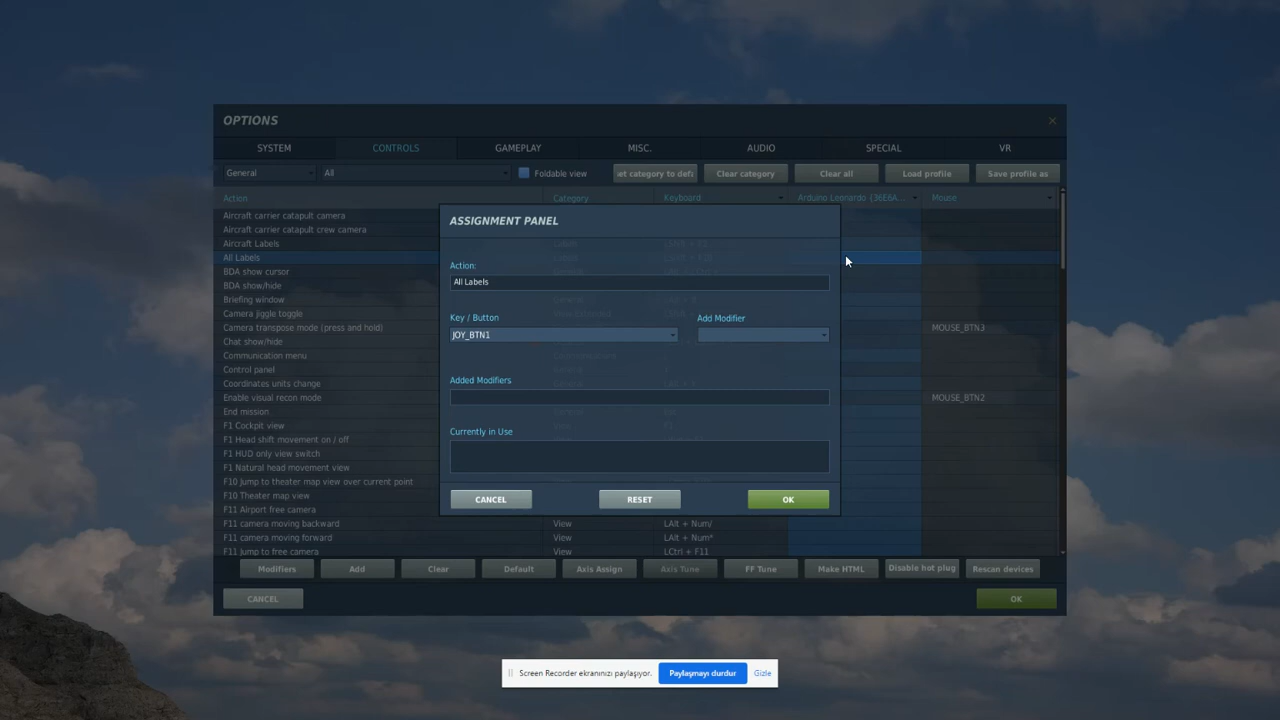 OPTIONS
SYSTEM CONTROLS GAMEPLAY MISC. AUDIO SPECIAL VR
General All Foldable view et category to defa Clear category Clear all Load profile Save profile as
Action Category Keyboard Arduino Leonardo {36E6A... Mouse
Aircraft carrier catapult camera
Aircraft carrier catapult crew camera
Aircraft Labels
All Labels
BDA show cursor
BDA show/hide
Briefing window
Camera jiggle toggle
Camera transpose mode (press and hold) MOUSE_BTN3
Chat show/hide
Communication menu
Control panel
Coordinates units change
Enable visual recon mode MOUSE_BTN2
End mission
F1 Cockpit view
F1 Head shift movement on / off
F1 HUD only view switch
F1 Natural head movement view
F10 Jump to theater map view over current point
F10 Theater map view
F11 Airport free camera
F11 camera moving backward View LAlt + Num/
F11 camera moving forward View LAlt + Num*
F11 Jump to free camera View LCtrl + F11
ASSIGNMENT PANEL
Action:
All Labels
Key / Button Add Modifier
JOY_BTN1
Added Modifiers
Currently in Use
CANCEL RESET OK
Modifiers Add Clear Default Axis Assign Axis Tune FF Tune Make HTML Disable hot plug Rescan devices
CANCEL OK
Screen Recorder ekranınızı paylaşıyor. Paylaşmayı durdur Gizle